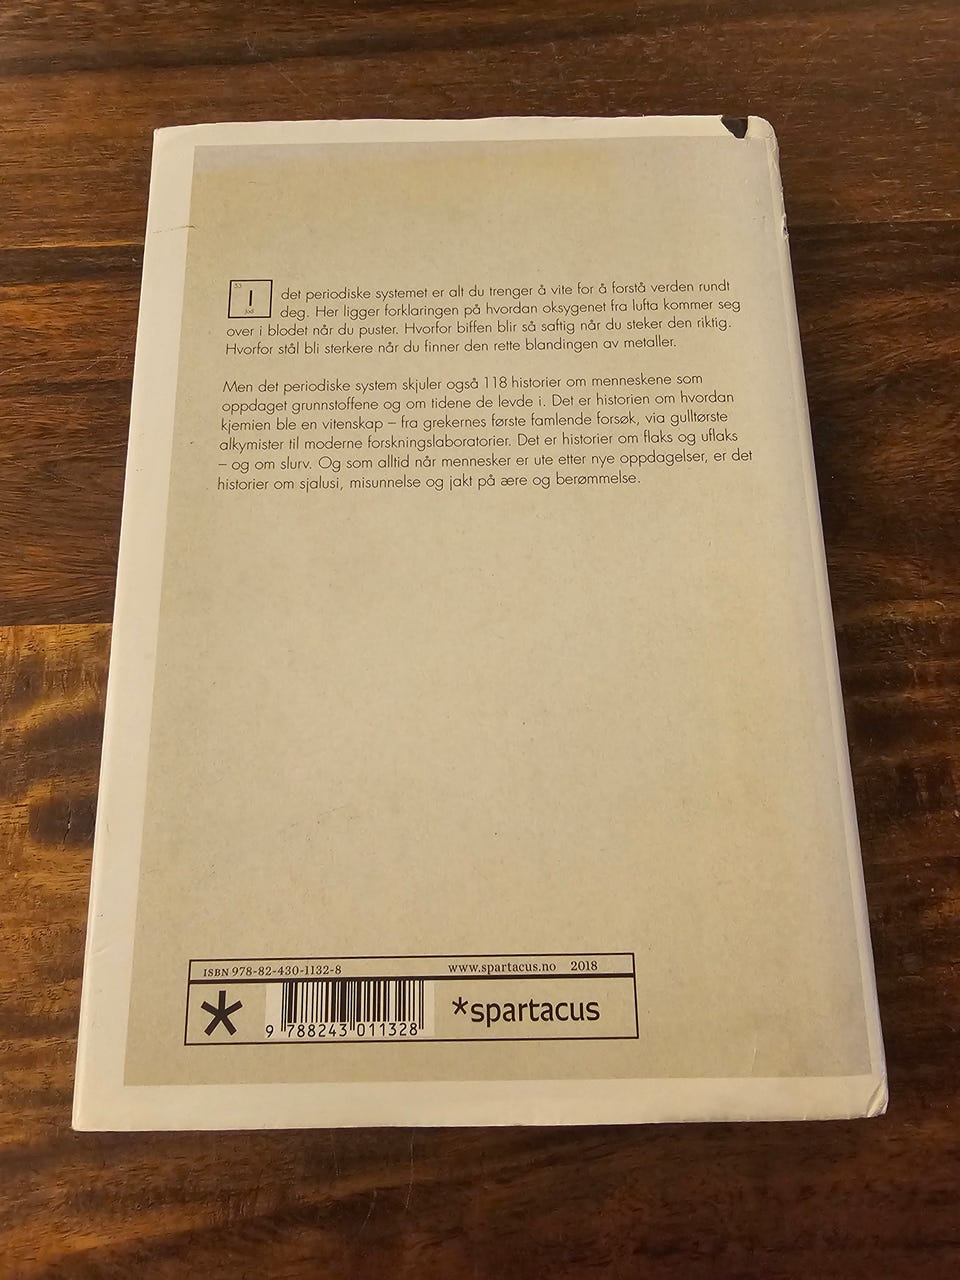 53
I
Jod
det periodiske systemet er alt du trenger å vite for å forstå verden rundt
deg. Her ligger forklaringen på hvordan oksygenet fra lufta kommer seg
over i blodet når du puster. Hvorfor biffen blir så saftig når du steker den riktig.
Hvorfor stål bli sterkere når du finner den rette blandingen av metaller.
Men det periodiske system skjuler også 118 historier om menneskene som
oppdaget grunnstoffene og om tidene de levde i. Det er historien om hvordan
kjemien ble en vitenskap – fra grekernes første famlende forsøk, via gulltørste
alkymister til moderne forskningslaboratorier. Det er historier om flaks og uflaks
– og om slurv. Og som alltid når mennesker er ute etter nye oppdagelser, er det
historier om sjalusi, misunnelse og jakt på ære og berømmelse.
ISBN 978-82-430-1132-8 www.spartacus.no 2018
*spartacus
9 788243 011328